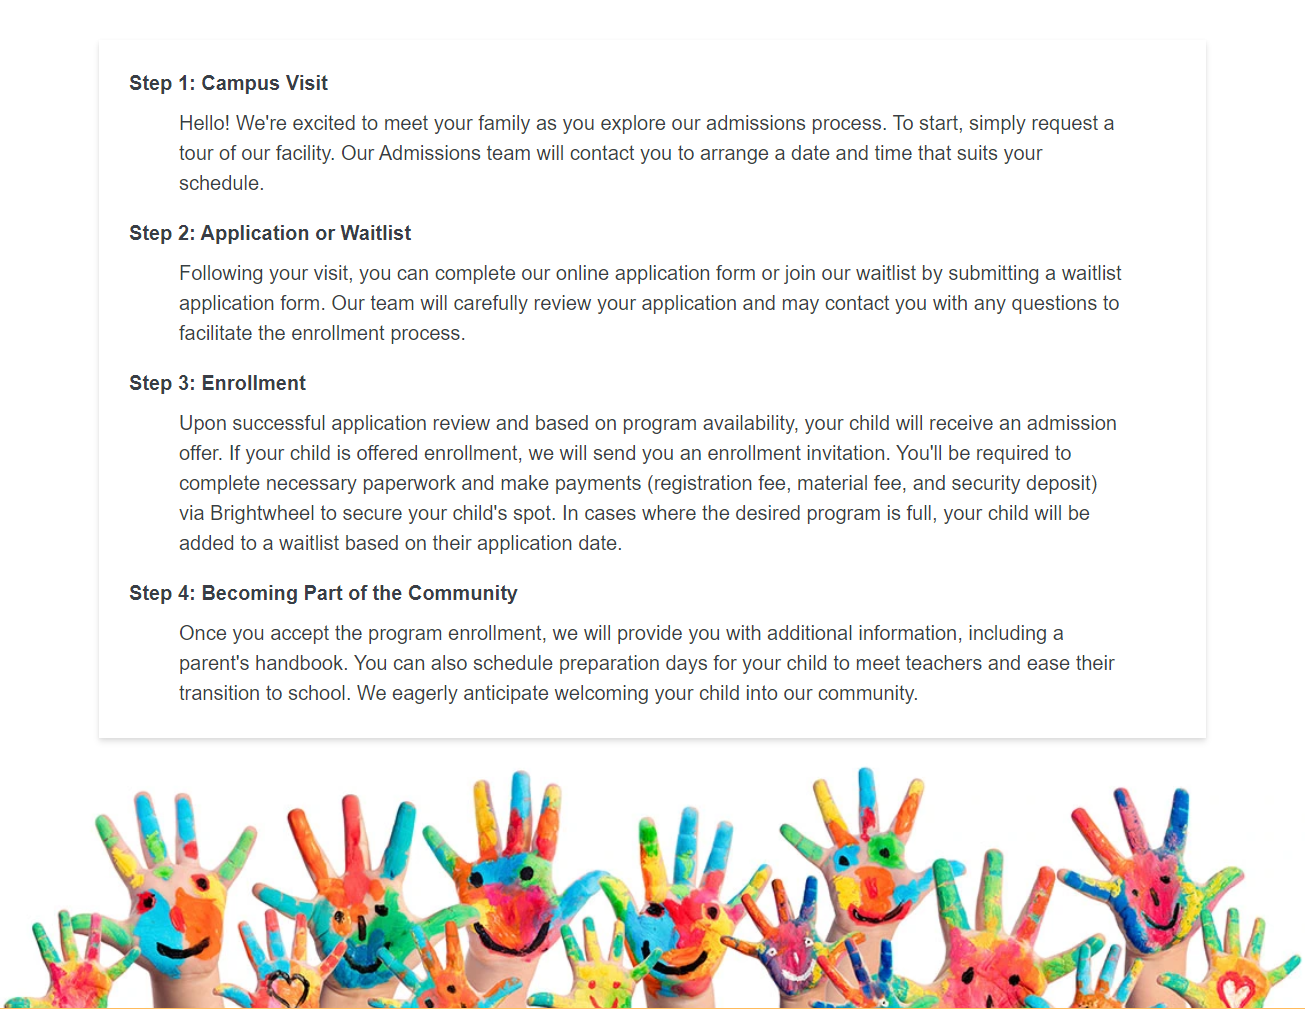 Step 1: Campus Visit
Hello! We're excited to meet your family as you explore our admissions process. To start, simply request a
tour of our facility. Our Admissions team will contact you to arrange a date and time that suits your
schedule.
Step 2: Application or Waitlist
Following your visit, you can complete our online application form or join our waitlist by submitting a waitlist
application form. Our team will carefully review your application and may contact you with any questions to
facilitate the enrollment process.
Step 3: Enrollment
Upon successful application review and based on program availability, your child will receive an admission
offer. If your child is offered enrollment, we will send you an enrollment invitation. You'll be required to
complete necessary paperwork and make payments (registration fee, material fee, and security deposit)
via Brightwheel to secure your child's spot. In cases where the desired program is full, your child will be
added to a waitlist based on their application date.
Step 4: Becoming Part of the Community
Once you accept the program enrollment, we will provide you with additional information, including a
parent's handbook. You can also schedule preparation days for your child to meet teachers and ease their
transition to school. We eagerly anticipate welcoming your child into our community.